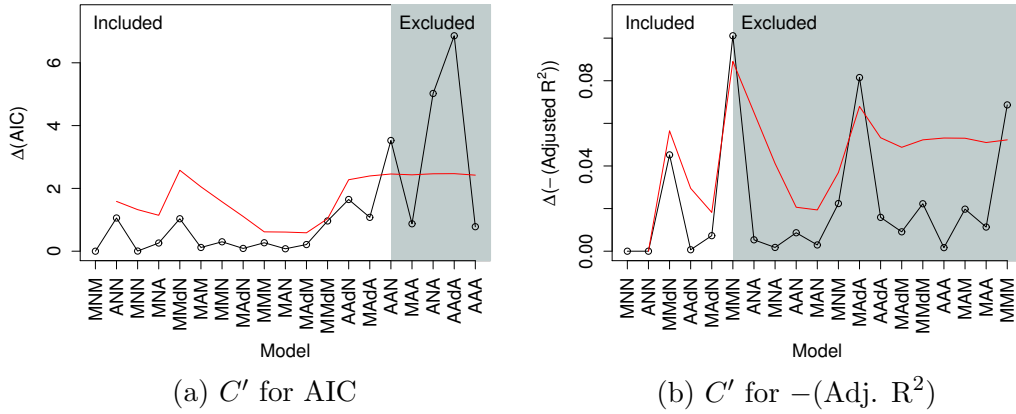 Included
Excluded
Δ(AIC)
6
4
2
0
MNM
ANN
MNN
MNA
MMdN
MAM
MMN
MAdN
MMM
MAN
MAdM
MMdM
AAdN
MAdA
AAN
MAA
ANA
AAdA
AAA
Model
(a) C′ for AIC
Included
Excluded
Δ(−(Adjusted R²))
0.08
0.04
0.00
MNN
ANN
MMdN
AAdN
MAdN
MMN
ANA
MNA
AAN
MAN
MNM
MAdA
AAdA
MAdM
MMdM
AAA
MAM
MAA
MMM
Model
(b) C′ for −(Adj. R²)